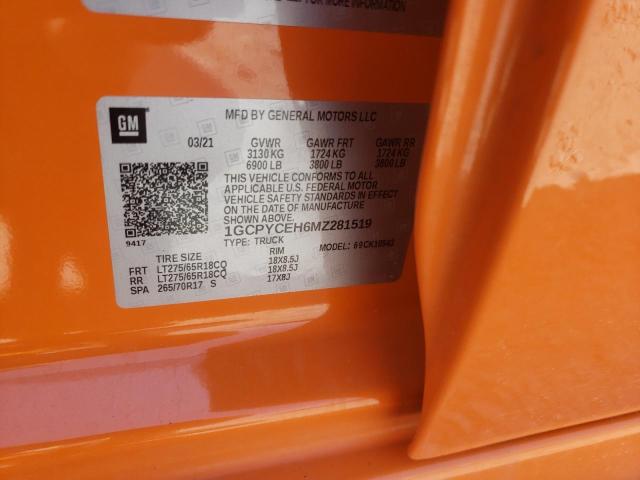 FOR MORE INFORMATION
GM
MFD BY GENERAL MOTORS LLC
03/21 GVWR GAWR FRT GAWR RR
3130 KG 1724 KG 1724 KG
6900 LB 3800 LB 3800 LB
THIS VEHICLE CONFORMS TO ALL
APPLICABLE U.S. FEDERAL MOTOR
VEHICLE SAFETY STANDARDS IN EFFECT
ON THE DATE OF MANUFACTURE
SHOWN ABOVE.
1GCPYCEH6MZ281519
9417
TYPE: TRUCK
TIRE SIZE RIM
FRT LT275/65R18CQ 18X8.5J
RR LT275/65R18CQ 18X8.5J
SPA 265/70R17 S 17X8J